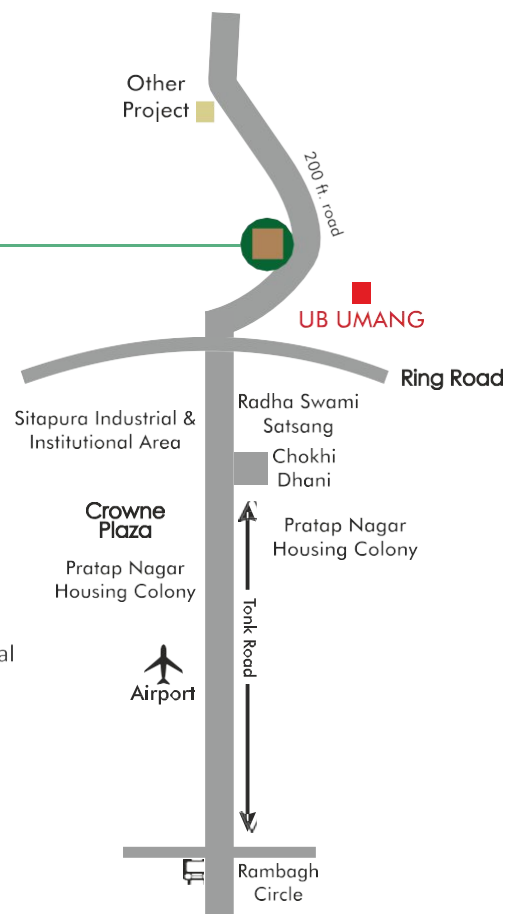 Other
Project
200 ft. road
UB UMANG
Ring Road
Radha Swami
Satsang
Sitapura Industrial &
Institutional Area
Chokhi
Dhani
Crowne
Plaza
Pratap Nagar
Housing Colony
Pratap Nagar
Housing Colony
Tonk Road
al
Airport
Rambagh
Circle